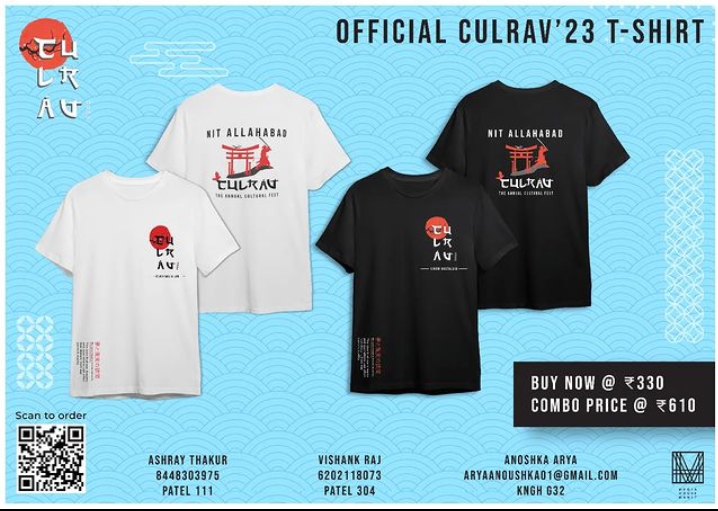 OFFICIAL CULRAV'23 T-SHIRT
CU
LR
AV
NIT ALLAHABAD
CULRAV
THE ANNUAL CULTURAL FEST
NIT ALLAHABAD
CULRAV
THE ANNUAL CULTURAL FEST
CU
LR
AV
CU
LR
AV
BUY NOW @ ₹330
COMBO PRICE @ ₹610
Scan to order
ASHRAY THAKUR
8448303975
PATEL 111
VISHANK RAJ
6202118073
PATEL 304
ANOSHKA ARYA
ARYAANOUSHKA01@GMAIL.COM
KNGH G32